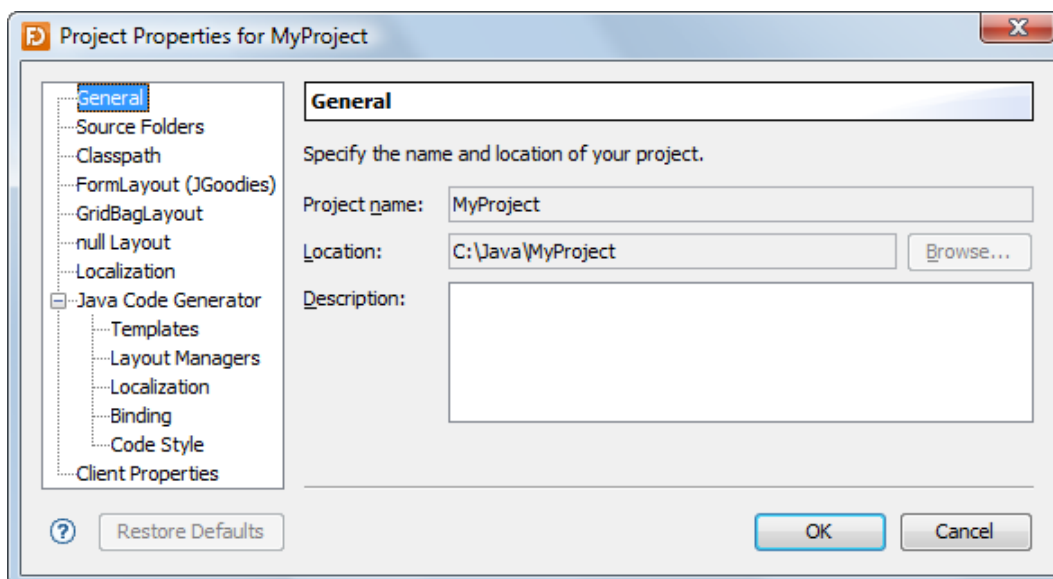 Project Properties for MyProject
General
Source Folders
Classpath
FormLayout (JGoodies)
GridBagLayout
null Layout
Localization
Java Code Generator
Templates
Layout Managers
Localization
Binding
Code Style
Client Properties
General
Specify the name and location of your project.
Project name: MyProject
Location: C:\Java\MyProject Browse...
Description:
? Restore Defaults OK Cancel